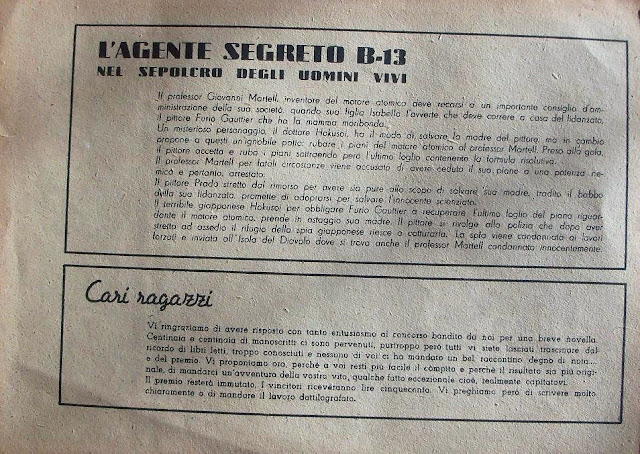 L'AGENTE SEGRETO B-13
NEL SEPOLCRO DEGLI UOMINI VIVI
Il professor Giovanni Martell, inventore del motore atomico deve recarsi a un importante consiglio d'am-
ministrazione della sua società, quando sua figlia Isabella l'avverte che deve correre a casa del fidanzato,
il pittore Furio Gauttier che ha la mamma moribonda.
Un misterioso personaggio, il dottore Hokusoi, ha il modo di salvare la madre del pittore, ma in cambio
propone a questi un'ignobile patto: rubare i piani del motore atomico al professor Martell. Preso alla gola,
il pittore accetta e ruba i piani sottraendo però l'ultimo foglio contenente la formula risolutiva.
Il professor Martell per fatali circostanze viene accusato di avere ceduto il suo piano a una potenza ne-
mica e pertanto, arrestato.
Il pittore Prado stretto dal rimorso per avere sia pure allo scopo di salvare sua madre, tradito il babbo
della sua fidanzata, promette di adoprarsi per salvare l'innocente scienziato.
Il terribile giapponese Hokusoi per obbligare Furio Gauttier a recuperare l'ultimo foglio del piano riguar-
dante il motore atomico, prende in ostaggio sua madre. Il pittore si rivolge alla polizia che dopo aver
stretto ad assedio il rifugio della spia giapponese riesce a catturarla. La spia viene condannata ai lavori
forzati e inviata all'Isola del Diavolo dove si trova anche il professor Martell condannato innocentemente.
Cari ragazzi
Vi ringraziamo di avere risposto con tanto entusiasmo al concorso bandito da noi per una breve novella.
Centinaia e centinaia di manoscritti ci sono pervenuti, purtroppo però tutti vi siete lasciati trascinare dal
ricordo di libri letti, troppo conosciuti e nessuno di voi ci ha mandato un bel raccontino degno di nota...
e del premio. Vi proponiamo ora, perchè a voi resti più facile il compito e perchè il risultato sia più origi-
nale, di mandarci un'avventura della vostra vita, qualche fatto eccezionale cioè, realmente capitatovi.
Il premio resterà immutato. I vincitori riceveranno lire cinquecento. Vi preghiamo però di scrivere molto
chiaramente o di mandare il lavoro dattilografato.